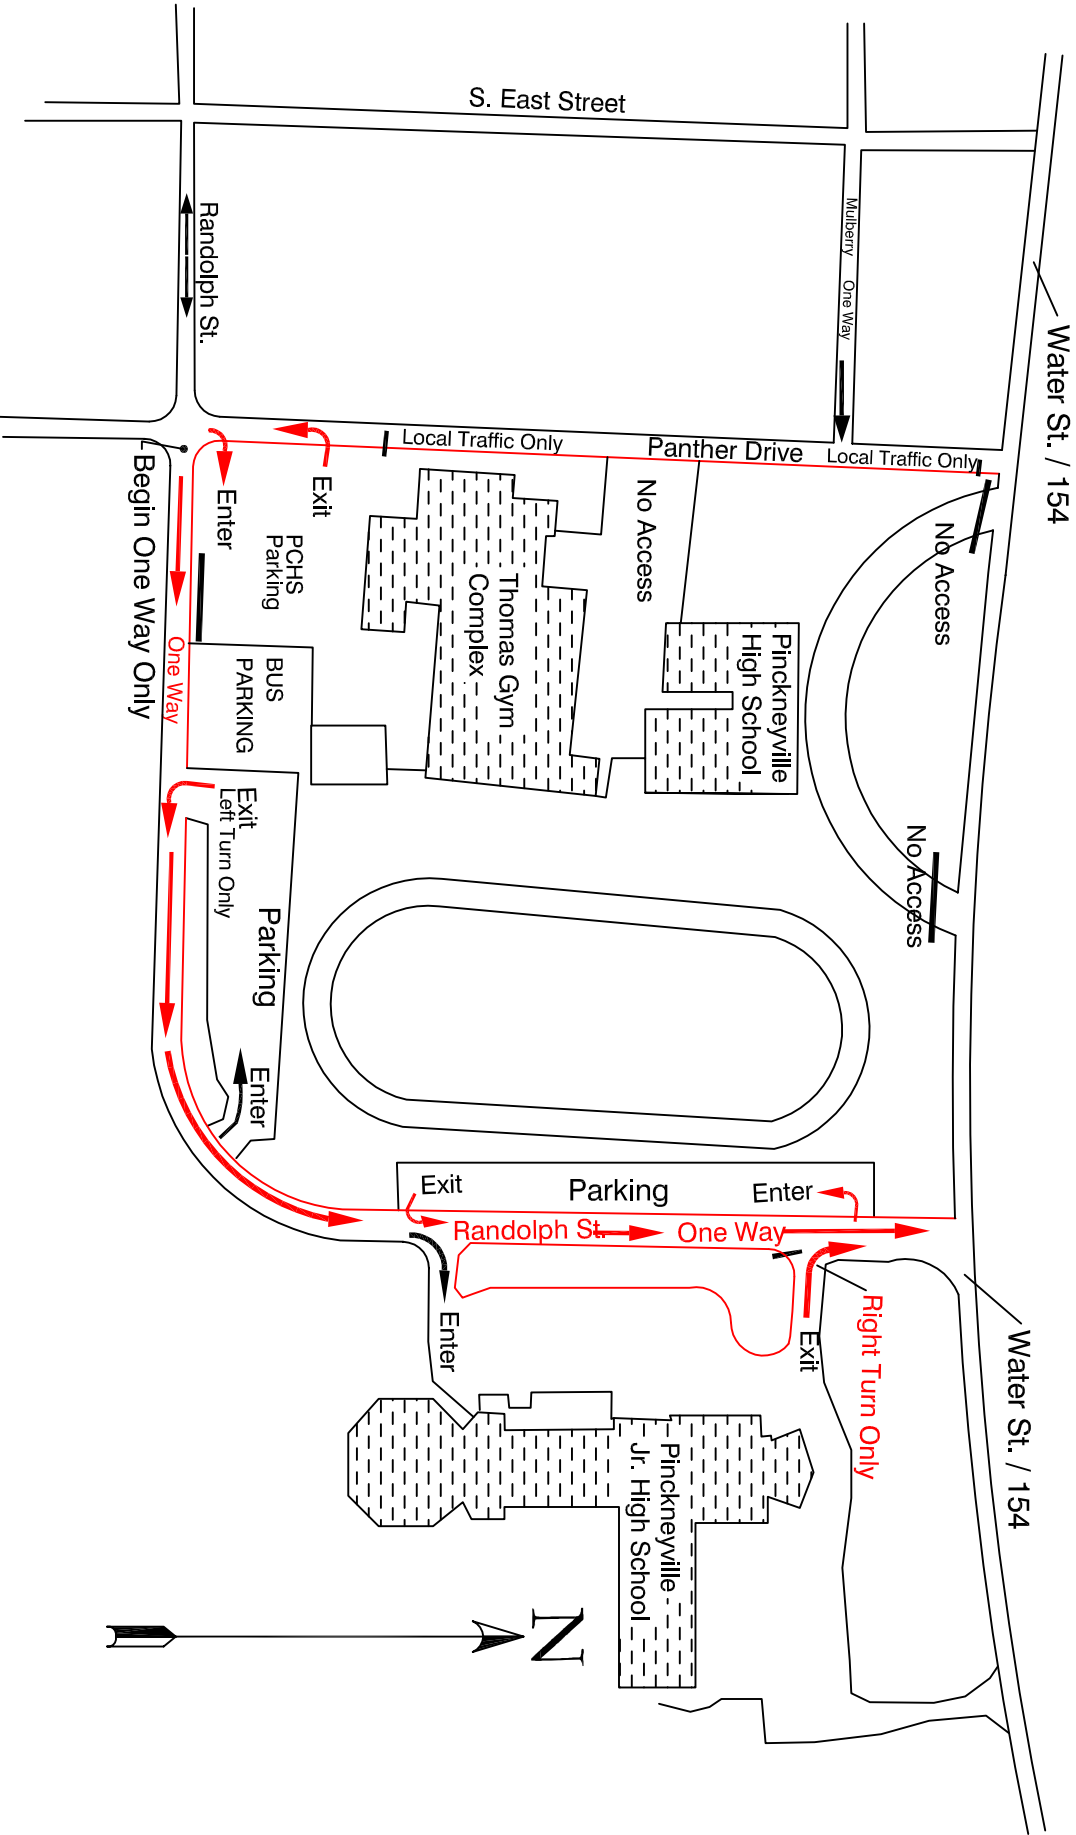 S. East Street
Mulberry One Way
Water St. / 154
Randolph St.
Local Traffic Only
Panther Drive
Local Traffic Only
Begin One Way Only
Enter
Exit
PCHS
Parking
No Access
No Access
No Access
Thomas Gym
Complex
Pinckneyville
High School
One Way
BUS
PARKING
Exit
Left Turn Only
Parking
Enter
Exit
Parking
Enter
Randolph St.
One Way
Enter
Exit
Right Turn Only
Water St. / 154
Pinckneyville
Jr. High School
N